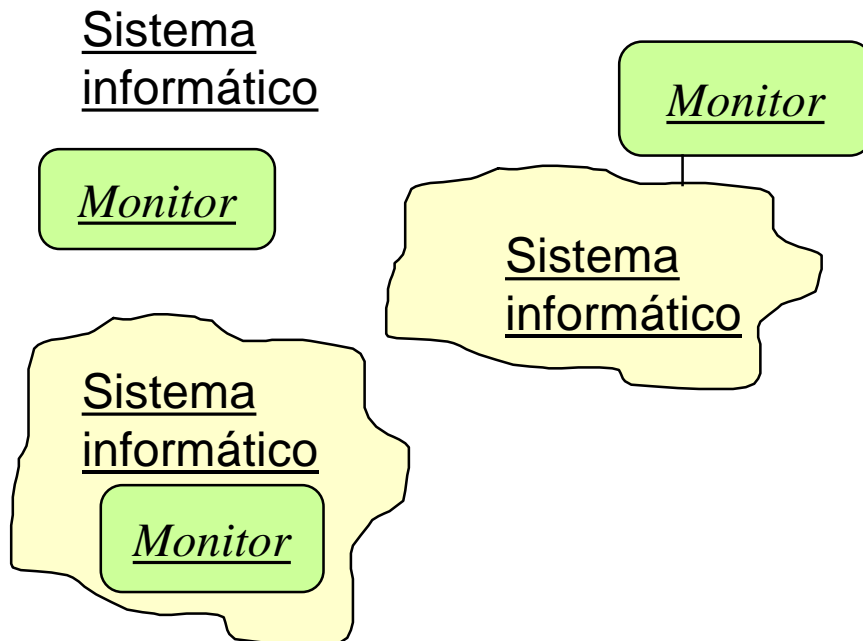 Sistema
informático
Monitor
Monitor
Sistema
informático
Sistema
informático
Monitor